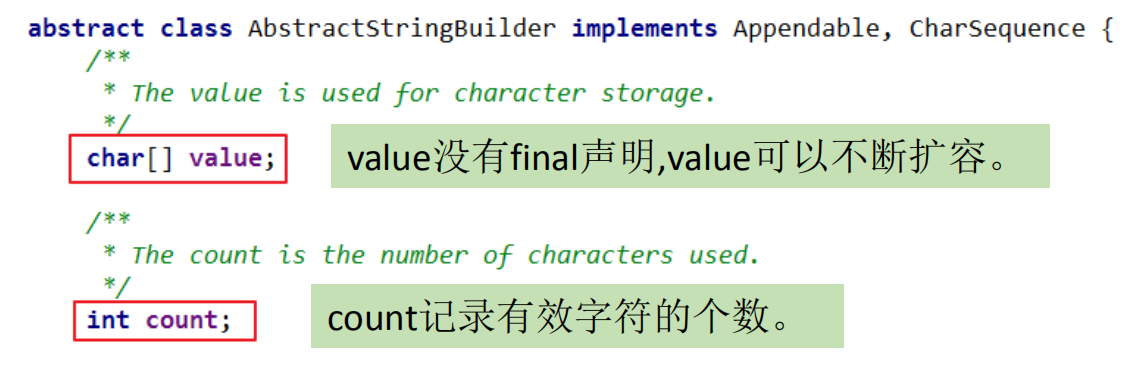 abstract class AbstractStringBuilder implements Appendable, CharSequence {
/**
* The value is used for character storage.
*/
char[] value;
value没有final声明,value可以不断扩容。
/**
* The count is the number of characters used.
*/
int count;
count记录有效字符的个数。